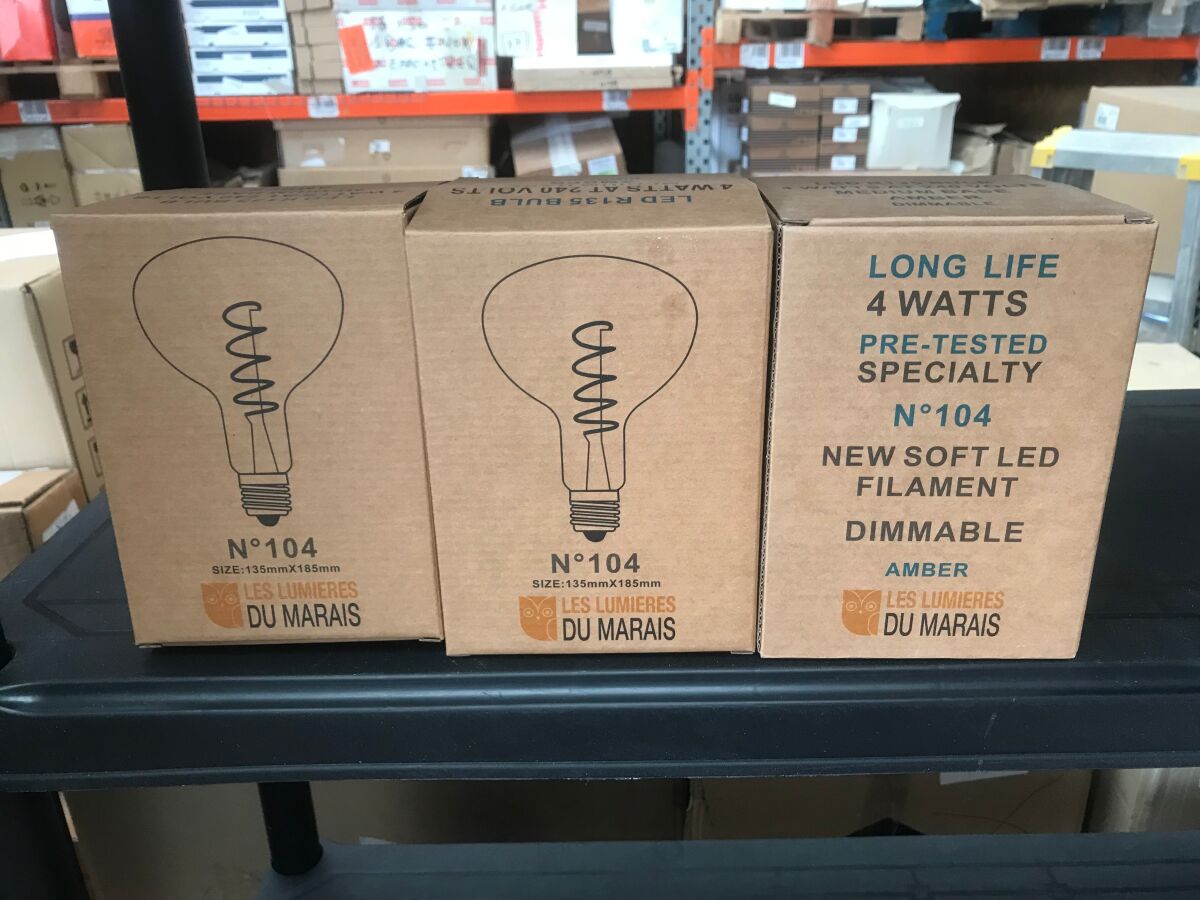 LED R135 BULB
4 WATTS AT 240 VOLTS
AMBER
DIMMABLE
N°104
SIZE:135mmX185mm
LES LUMIERES
DU MARAIS
N°104
SIZE:135mmX185mm
LES LUMIERES
DU MARAIS
LONG LIFE
4 WATTS
PRE-TESTED
SPECIALTY
N°104
NEW SOFT LED
FILAMENT
DIMMABLE
AMBER
LES LUMIERES
DU MARAIS